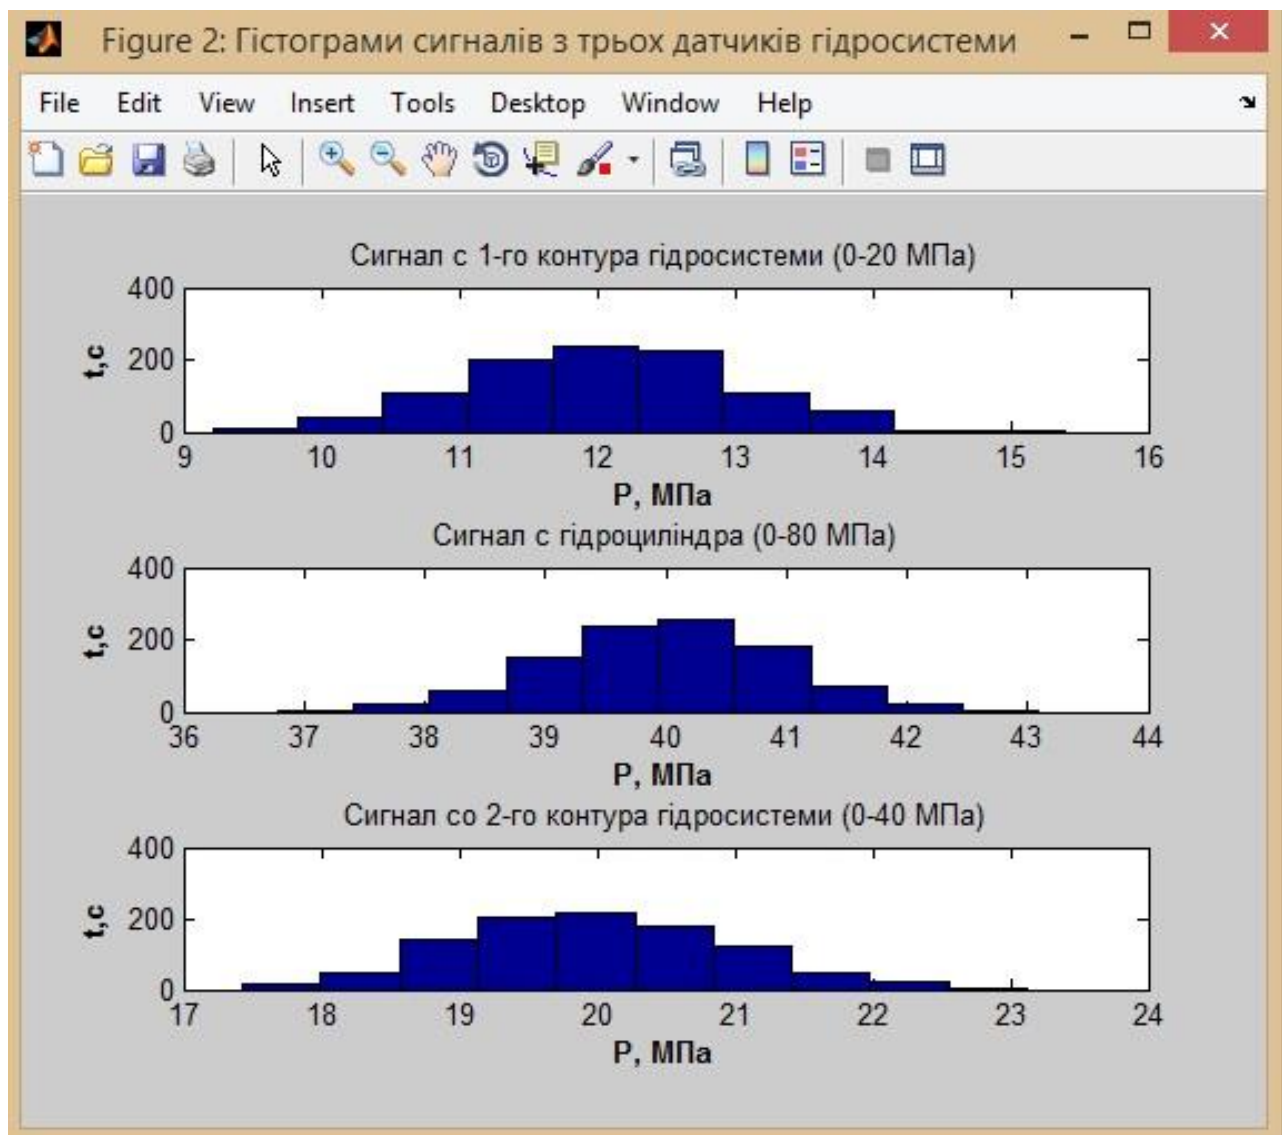 Figure 2: Гістограми сигналів з трьох датчиків гідросистеми
File Edit View Insert Tools Desktop Window Help
Сигнал с 1-го контура гідросистеми (0-20 МПа)
400
200
0
t,c
9 10 11 12 13 14 15 16
P, МПа
Сигнал с гідроциліндра (0-80 МПа)
400
200
0
t,c
36 37 38 39 40 41 42 43 44
P, МПа
Сигнал со 2-го контура гідросистеми (0-40 МПа)
400
200
0
t,c
17 18 19 20 21 22 23 24
P, МПа